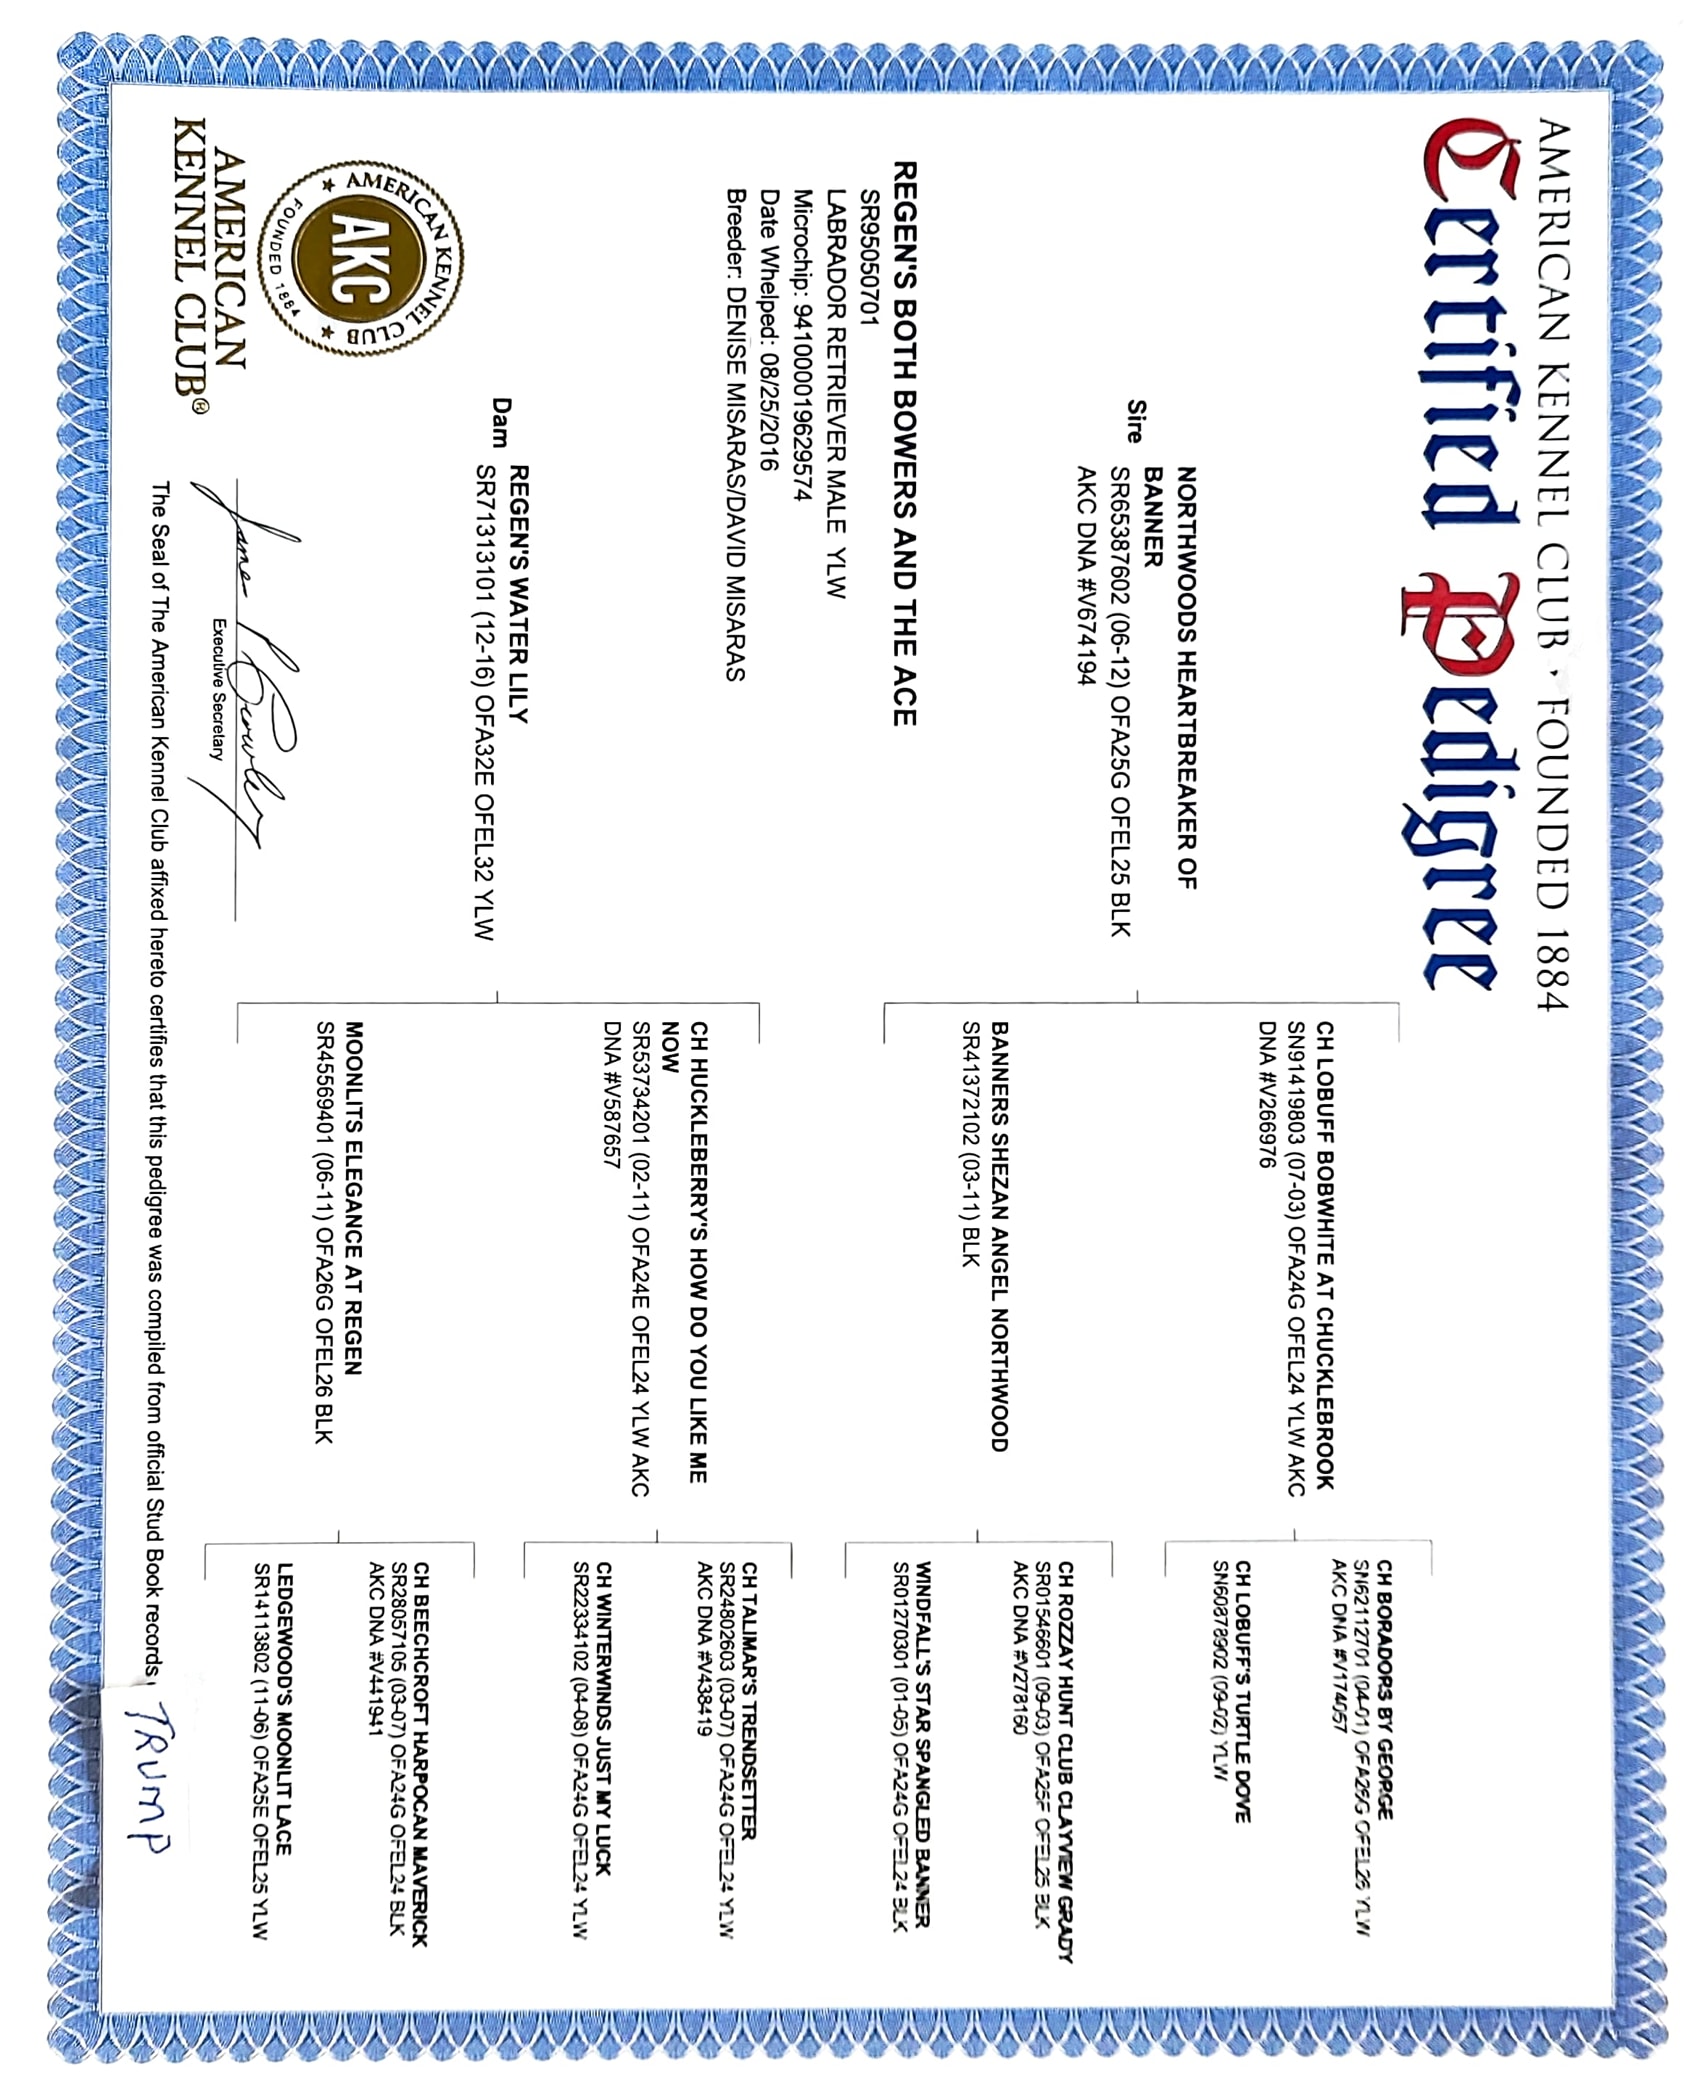 AMERICAN KENNEL CLUB · FOUNDED 1884
Certified Pedigree
REGEN'S BOTH BOWERS AND THE ACE
SR95050701
LABRADOR RETRIEVER MALE YLW
Microchip: 941000019629574
Date Whelped: 08/25/2016
Breeder: DENISE MISARAS/DAVID MISARAS
Sire
NORTHWOODS HEARTBREAKER OF
BANNER
SR65387602 (06-12) OFA25G OFEL25 BLK
AKC DNA #V674194
Dam
REGEN'S WATER LILY
SR71313101 (12-16) OFA32E OFEL32 YLW
CH LOBUFF BOBWHITE AT CHUCKLEBROOK
SN91419803 (07-03) OFA24G OFEL24 YLW AKC
DNA #V266976
BANNERS SHEZAN ANGEL NORTHWOOD
SR41372102 (03-11) BLK
CH HUCKLEBERRY'S HOW DO YOU LIKE ME
NOW
SR53734201 (02-11) OFA24E OFEL24 YLW AKC
DNA #V587657
MOONLITS ELEGANCE AT REGEN
SR45569401 (06-11) OFA26G OFEL26 BLK
CH BORADORS BY GEORGE
SN62112701 (04-01) OFA26G OFEL26 YLW
AKC DNA #V174057
CH LOBUFF'S TURTLE DOVE
SN60878902 (09-02) YLW
CH ROZZAY HUNT CLUB CLAYVIEW GRADY
SR01546601 (09-03) OFA25F OFEL25 BLK
AKC DNA #V278160
WINDFALL'S STAR SPANGLED BANNER
SR01270301 (01-05) OFA24G OFEL24 BLK
CH TALIMAR'S TRENDSETTER
SR24802603 (03-07) OFA24G OFEL24 YLW
AKC DNA #V438419
CH WINTERWINDS JUST MY LUCK
SR22334102 (04-08) OFA24G OFEL24 YLW
CH BEECHCROFT HARPOCAN MAVERICK
SR28057105 (03-07) OFA24G OFEL24 BLK
AKC DNA #V441941
LEDGEWOOD'S MOONLIT LACE
SR14113802 (11-06) OFA25E OFEL25 YLW
AMERICAN KENNEL CLUB
AKC
FOUNDED 1884
AMERICAN
KENNEL CLUB®
James P Crowley
Executive Secretary
The Seal of The American Kennel Club affixed hereto certifies that this pedigree was compiled from official Stud Book records
TRUMP